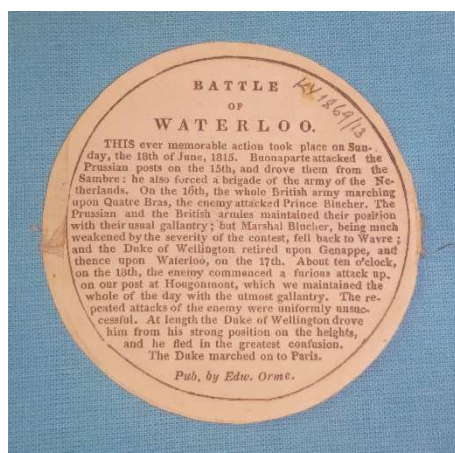 BATTLE
OF
WATERLOO.
THIS ever memorable action took place on Sun-
day, the 18th of June, 1815. Buonaparte attacked the
Prussian posts on the 15th, and drove them from the
Sambre: he also forced a brigade of the army of the Ne-
therlands. On the 16th, the whole British army marching
upon Quatre Bras, the enemy attacked Prince Blucher. The
Prussian and the British armies maintained their position
with their usual gallantry; but Marshal Blucher, being much
weakened by the severity of the contest, fell back to Wavre;
and the Duke of Wellington retired upon Genappe, and
thence upon Waterloo, on the 17th. About ten o'clock,
on the 18th, the enemy commenced a furious attack up-
on our post at Hougonmont, which we maintained the
whole of the day with the utmost gallantry. The re-
peated attacks of the enemy were uniformly unsuc-
cessful. At length the Duke of Wellington drove
him from his strong position on the heights,
and he fled in the greatest confusion.
The Duke marched on to Paris.
Pub, by Edw. Orme.
1869/13